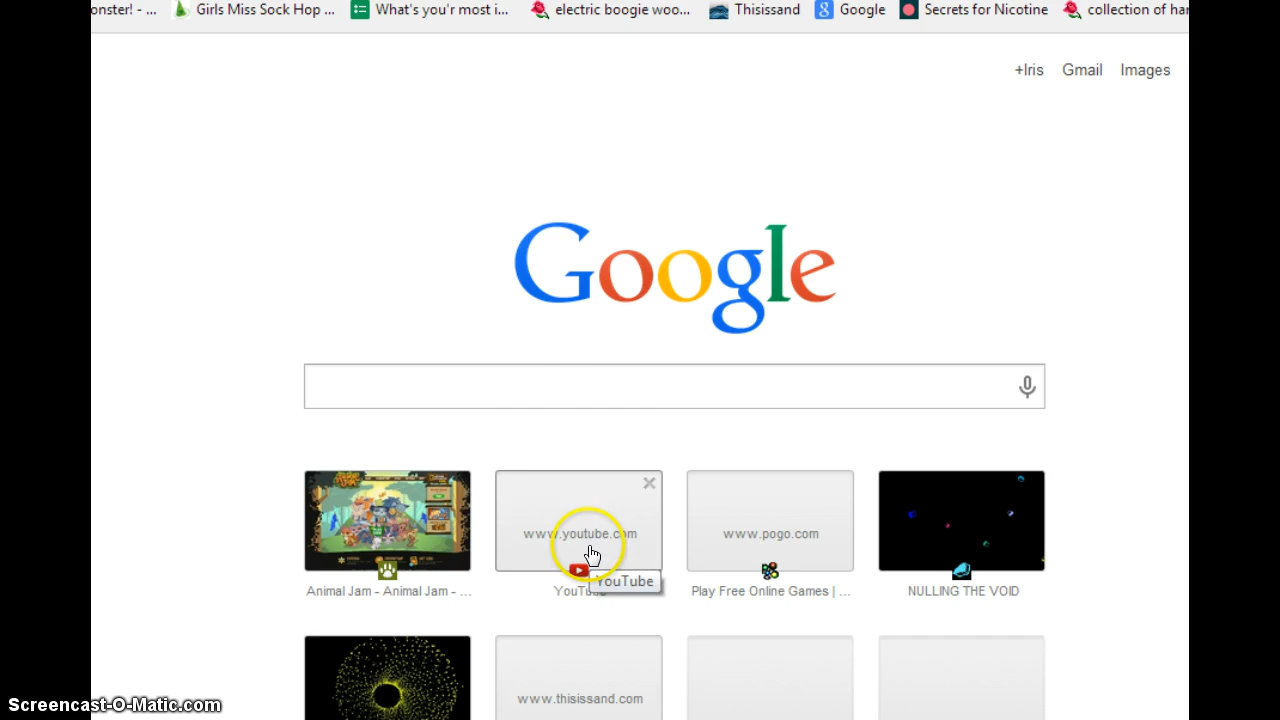 onster! - ... Girls Miss Sock Hop ... What's you'r most i... electric boogie woo... Thisissand Google Secrets for Nicotine collection of har
+Iris Gmail Images
Google
www.youtube.com www.pogo.com
YouTube
Animal Jam - Animal Jam - ... YouTube Play Free Online Games | ... NULLING THE VOID
www.thisissand.com
Screencast-O-Matic.com